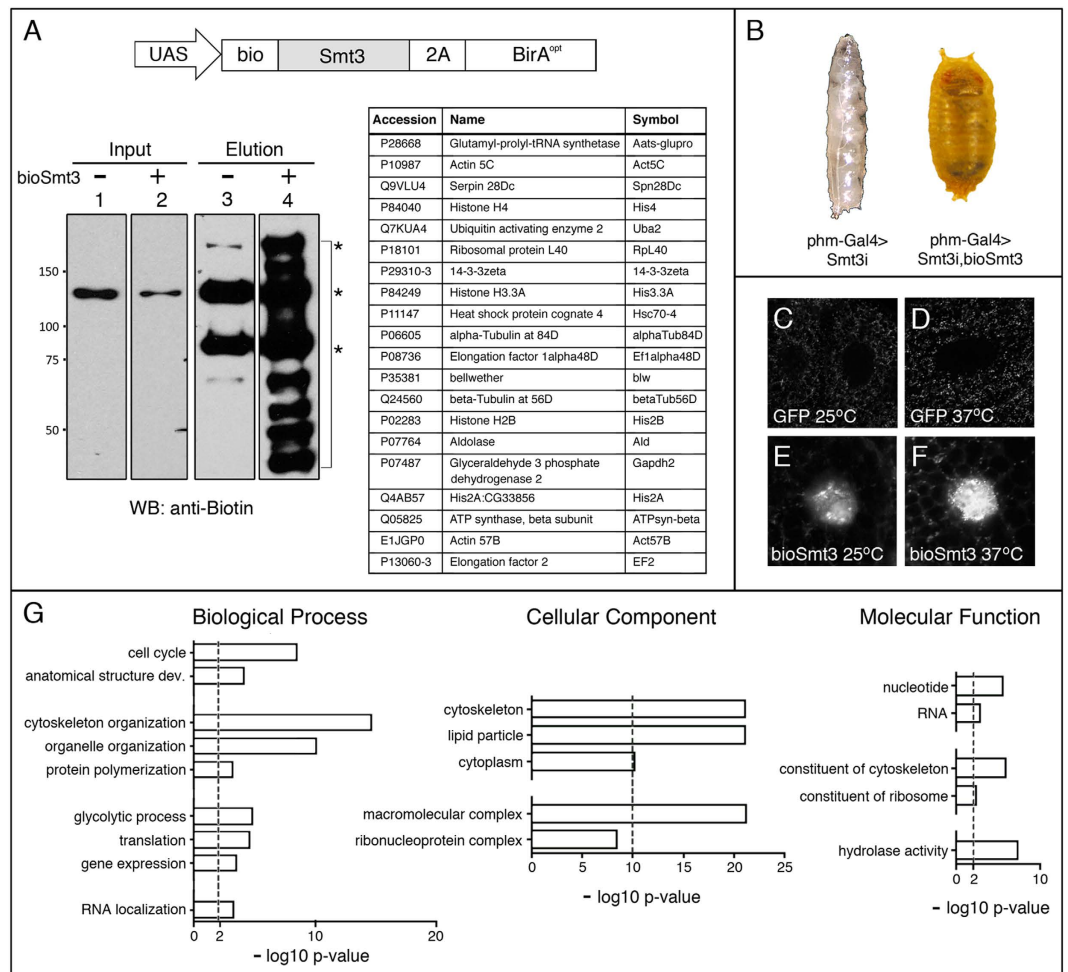 A
UAS bio Smt3 2A BirA^opt
Input Elution
bioSmt3 − + − +
1 2 3 4
*
150
*
100
*
75
50
WB: anti-Biotin
Accession Name Symbol
P28668 Glutamyl-prolyl-tRNA synthetase Aats-glupro
P10987 Actin 5C Act5C
Q9VLU4 Serpin 28Dc Spn28Dc
P84040 Histone H4 His4
Q7KUA4 Ubiquitin activating enzyme 2 Uba2
P18101 Ribosomal protein L40 RpL40
P29310-3 14-3-3zeta 14-3-3zeta
P84249 Histone H3.3A His3.3A
P11147 Heat shock protein cognate 4 Hsc70-4
P06605 alpha-Tubulin at 84D alphaTub84D
P08736 Elongation factor 1alpha48D Ef1alpha48D
P35381 bellwether blw
Q24560 beta-Tubulin at 56D betaTub56D
P02283 Histone H2B His2B
P07764 Aldolase Ald
P07487 Glyceraldehyde 3 phosphate Gapdh2
dehydrogenase 2
Q4AB57 His2A:CG33856 His2A
Q05825 ATP synthase, beta subunit ATPsyn-beta
E1JGP0 Actin 57B Act57B
P13060-3 Elongation factor 2 EF2
B
phm-Gal4>
Smt3i
phm-Gal4>
Smt3i,bioSmt3
C
GFP 25ºC
D
GFP 37ºC
E
bioSmt3 25ºC
F
bioSmt3 37ºC
G
Biological Process
cell cycle
anatomical structure dev.
cytoskeleton organization
organelle organization
protein polymerization
glycolytic process
translation
gene expression
RNA localization
0 2 10 20
− log10 p-value
Cellular Component
cytoskeleton
lipid particle
cytoplasm
macromolecular complex
ribonucleoprotein complex
0 10 15 20 25
− log10 p-value
Molecular Function
nucleotide
RNA
constituent of cytoskeleton
constituent of ribosome
hydrolase activity
0 2 10
− log10 p-value